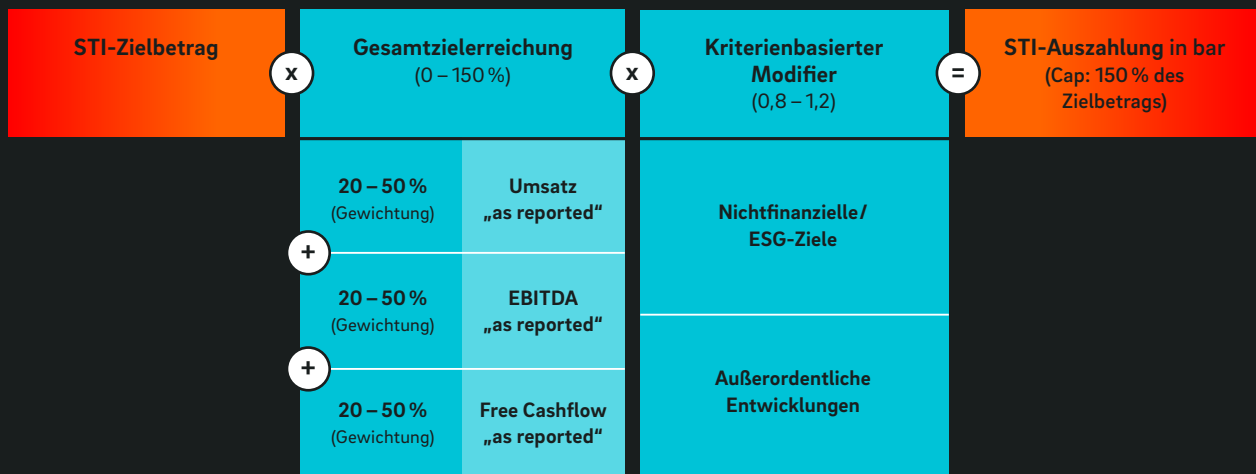 STI-Zielbetrag
x
Gesamtzielerreichung
(0 – 150 %)
x
Kriterienbasierter
Modifier
(0,8 – 1,2)
=
STI-Auszahlung in bar
(Cap: 150 % des
Zielbetrags)
20 – 50 %
(Gewichtung)
Umsatz
„as reported“
+
20 – 50 %
(Gewichtung)
EBITDA
„as reported“
+
20 – 50 %
(Gewichtung)
Free Cashflow
„as reported“
Nichtfinanzielle/
ESG-Ziele
Außerordentliche
Entwicklungen